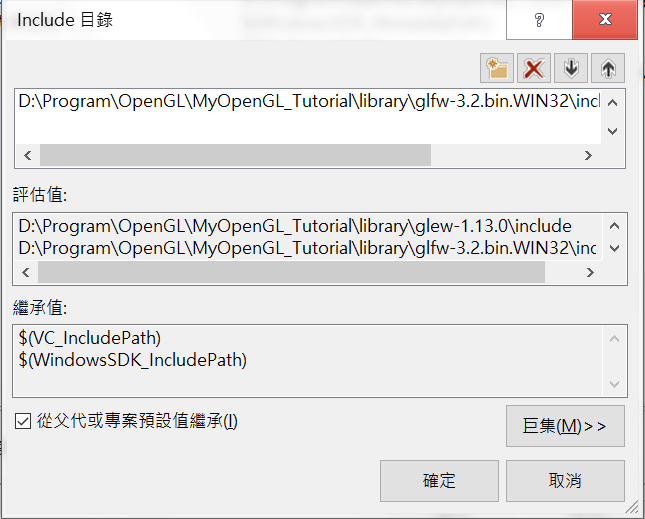 Include 目錄
D:\Program\OpenGL\MyOpenGL_Tutorial\library\glfw-3.2.bin.WIN32\incl
評估值:
D:\Program\OpenGL\MyOpenGL_Tutorial\library\glew-1.13.0\include
D:\Program\OpenGL\MyOpenGL_Tutorial\library\glfw-3.2.bin.WIN32\inc
繼承值:
$(VC_IncludePath)
$(WindowsSDK_IncludePath)
從父代或專案預設值繼承(I)
巨集(M)>>
確定
取消